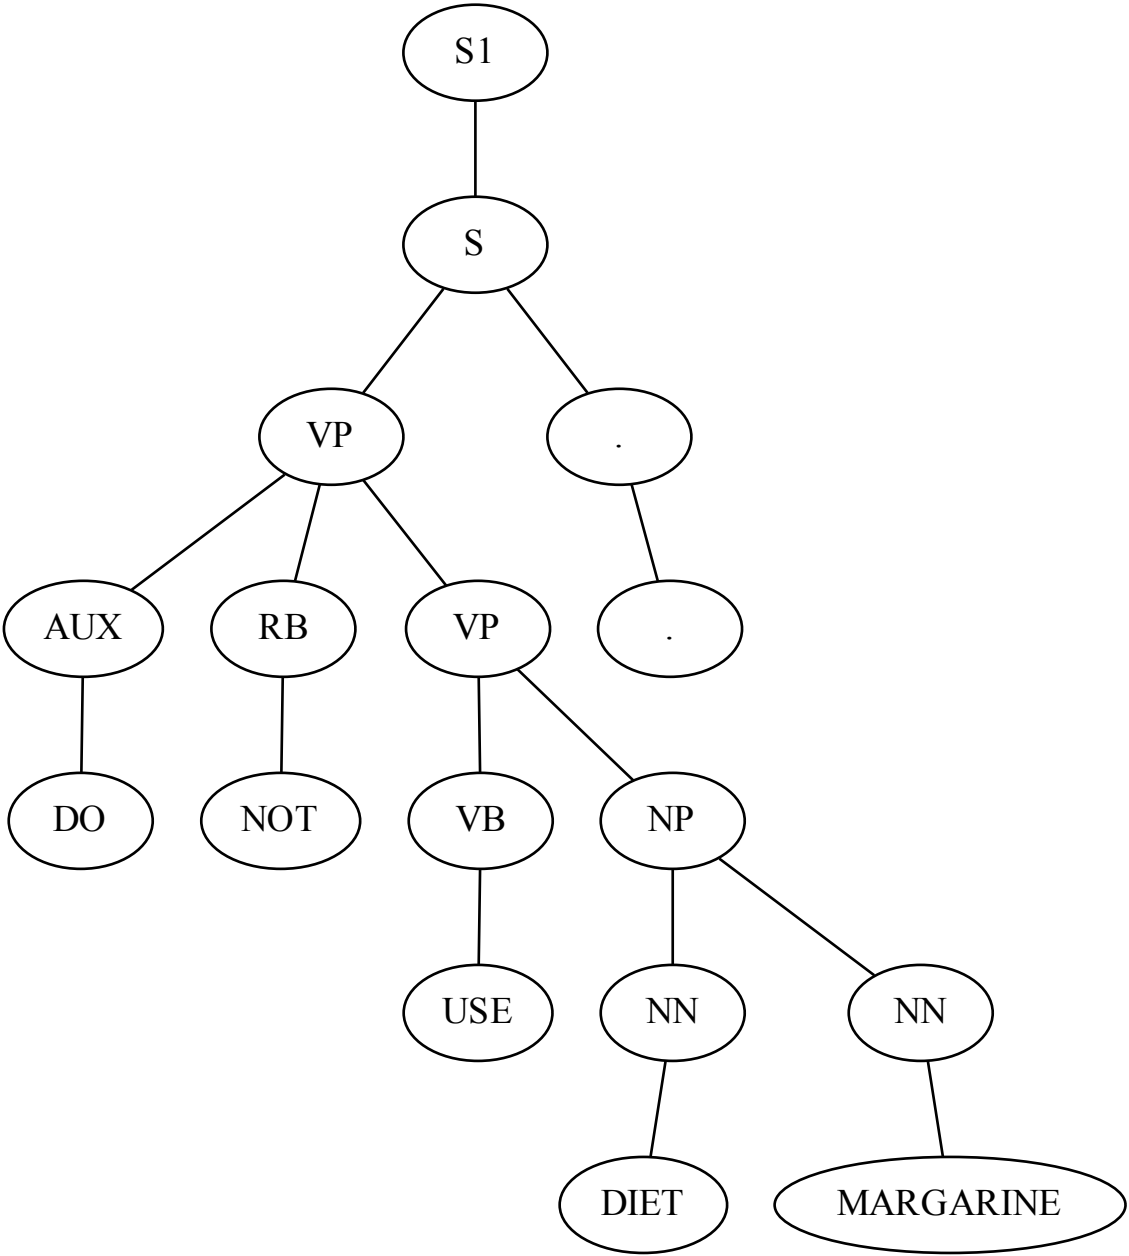 S1
S
VP .
AUX RB VP .
DO NOT VB NP
USE NN NN
DIET MARGARINE